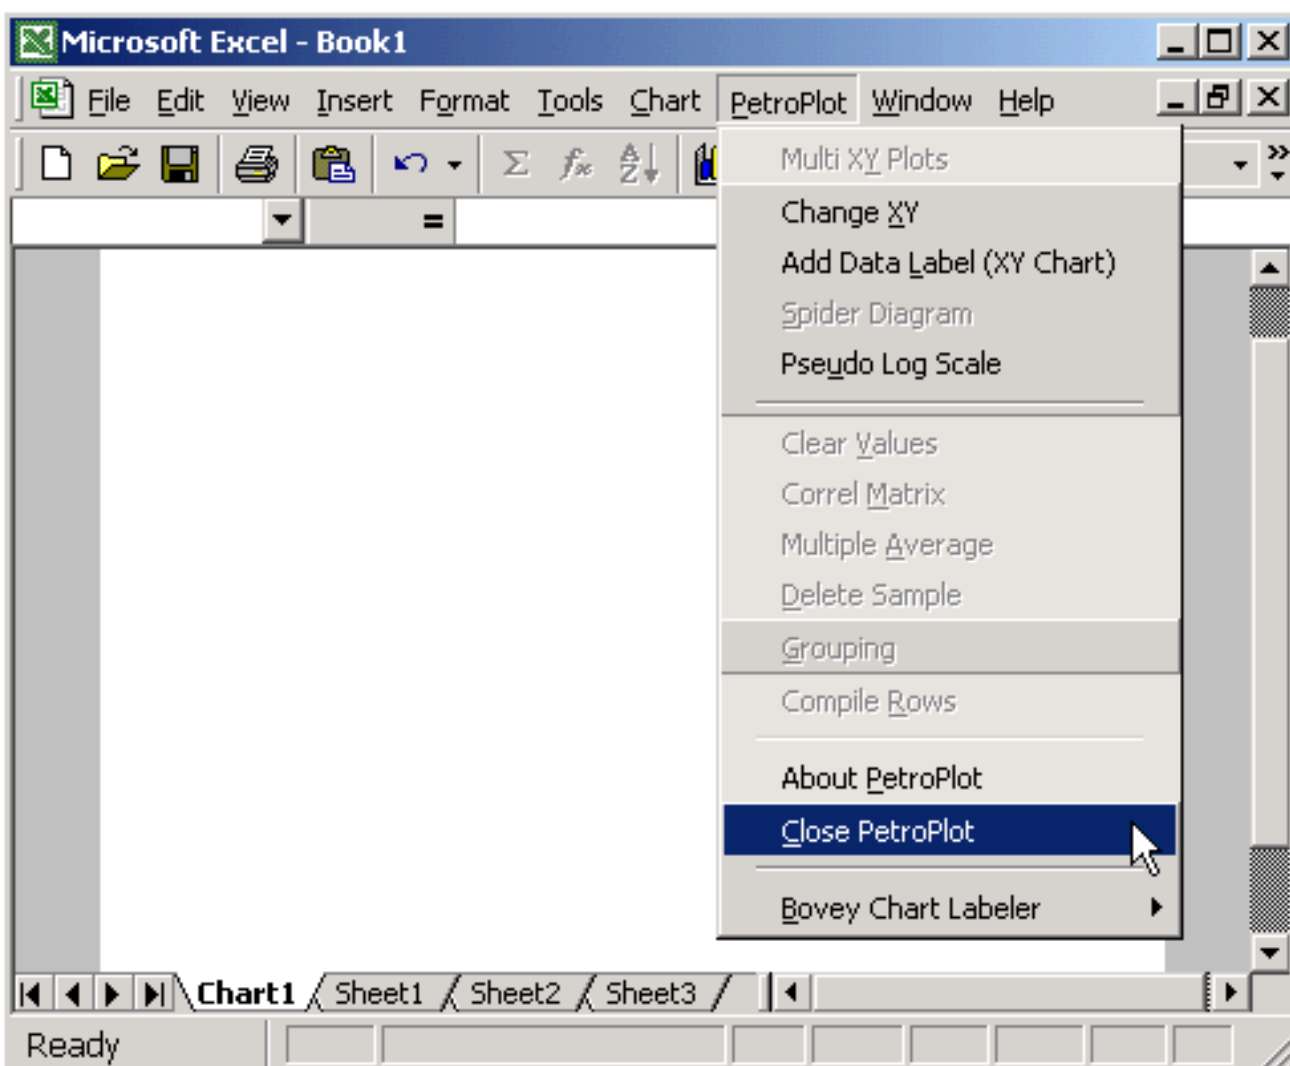 Microsoft Excel - Book1
File Edit View Insert Format Tools Chart PetroPlot Window Help
Σ fx A Z
=
Multi XY Plots
Change XY
Add Data Label (XY Chart)
Spider Diagram
Pseudo Log Scale
Clear Values
Correl Matrix
Multiple Average
Delete Sample
Grouping
Compile Rows
About PetroPlot
Close PetroPlot
Bovey Chart Labeler
Chart1 Sheet1 Sheet2 Sheet3
Ready